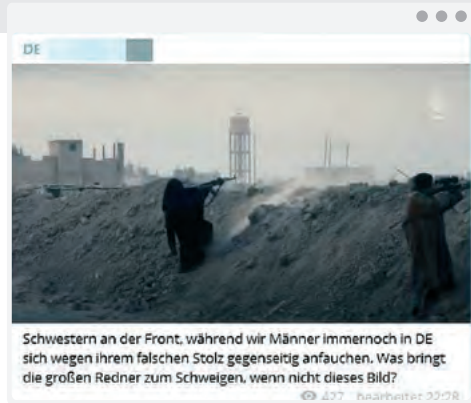 DE
Schwestern an der Front, während wir Männer immernoch in DE
sich wegen ihrem falschen Stolz gegenseitig anfauchen. Was bringt
die großen Redner zum Schweigen, wenn nicht dieses Bild?
427 bearbeitet 22:28